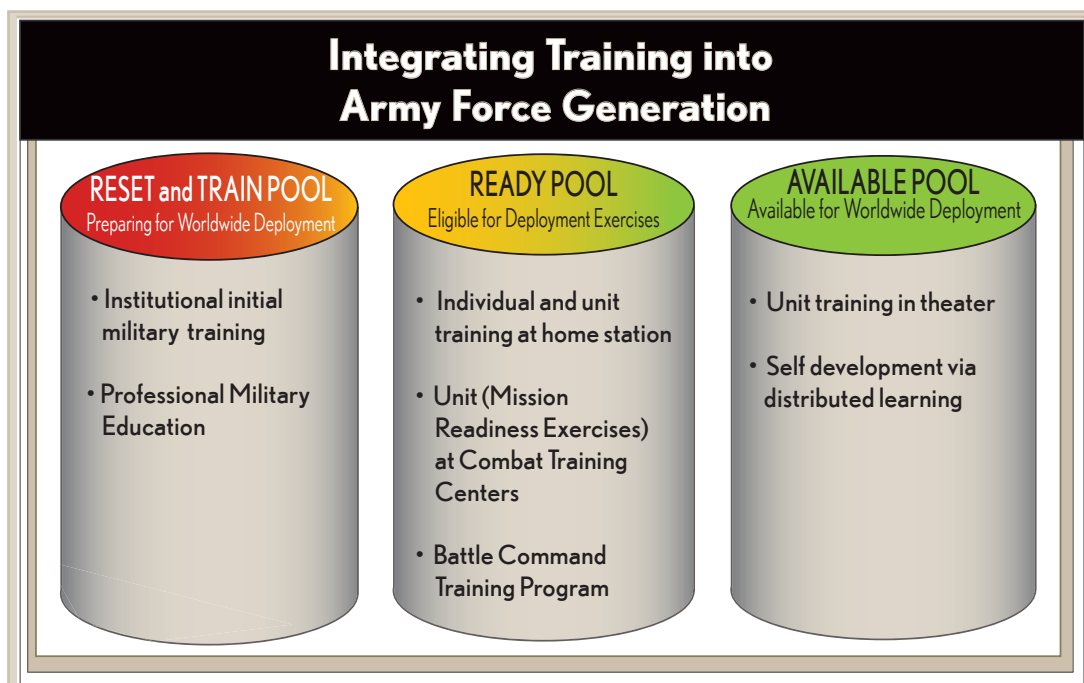 Integrating Training into
Army Force Generation
RESET and TRAIN POOL
Preparing for Worldwide Deployment
• Institutional initial
military training
• Professional Military
Education
READY POOL
Eligible for Deployment Exercises
• Individual and unit
training at home station
• Unit (Mission
Readiness Exercises)
at Combat Training
Centers
• Battle Command
Training Program
AVAILABLE POOL
Available for Worldwide Deployment
• Unit training in theater
• Self development via
distributed learning